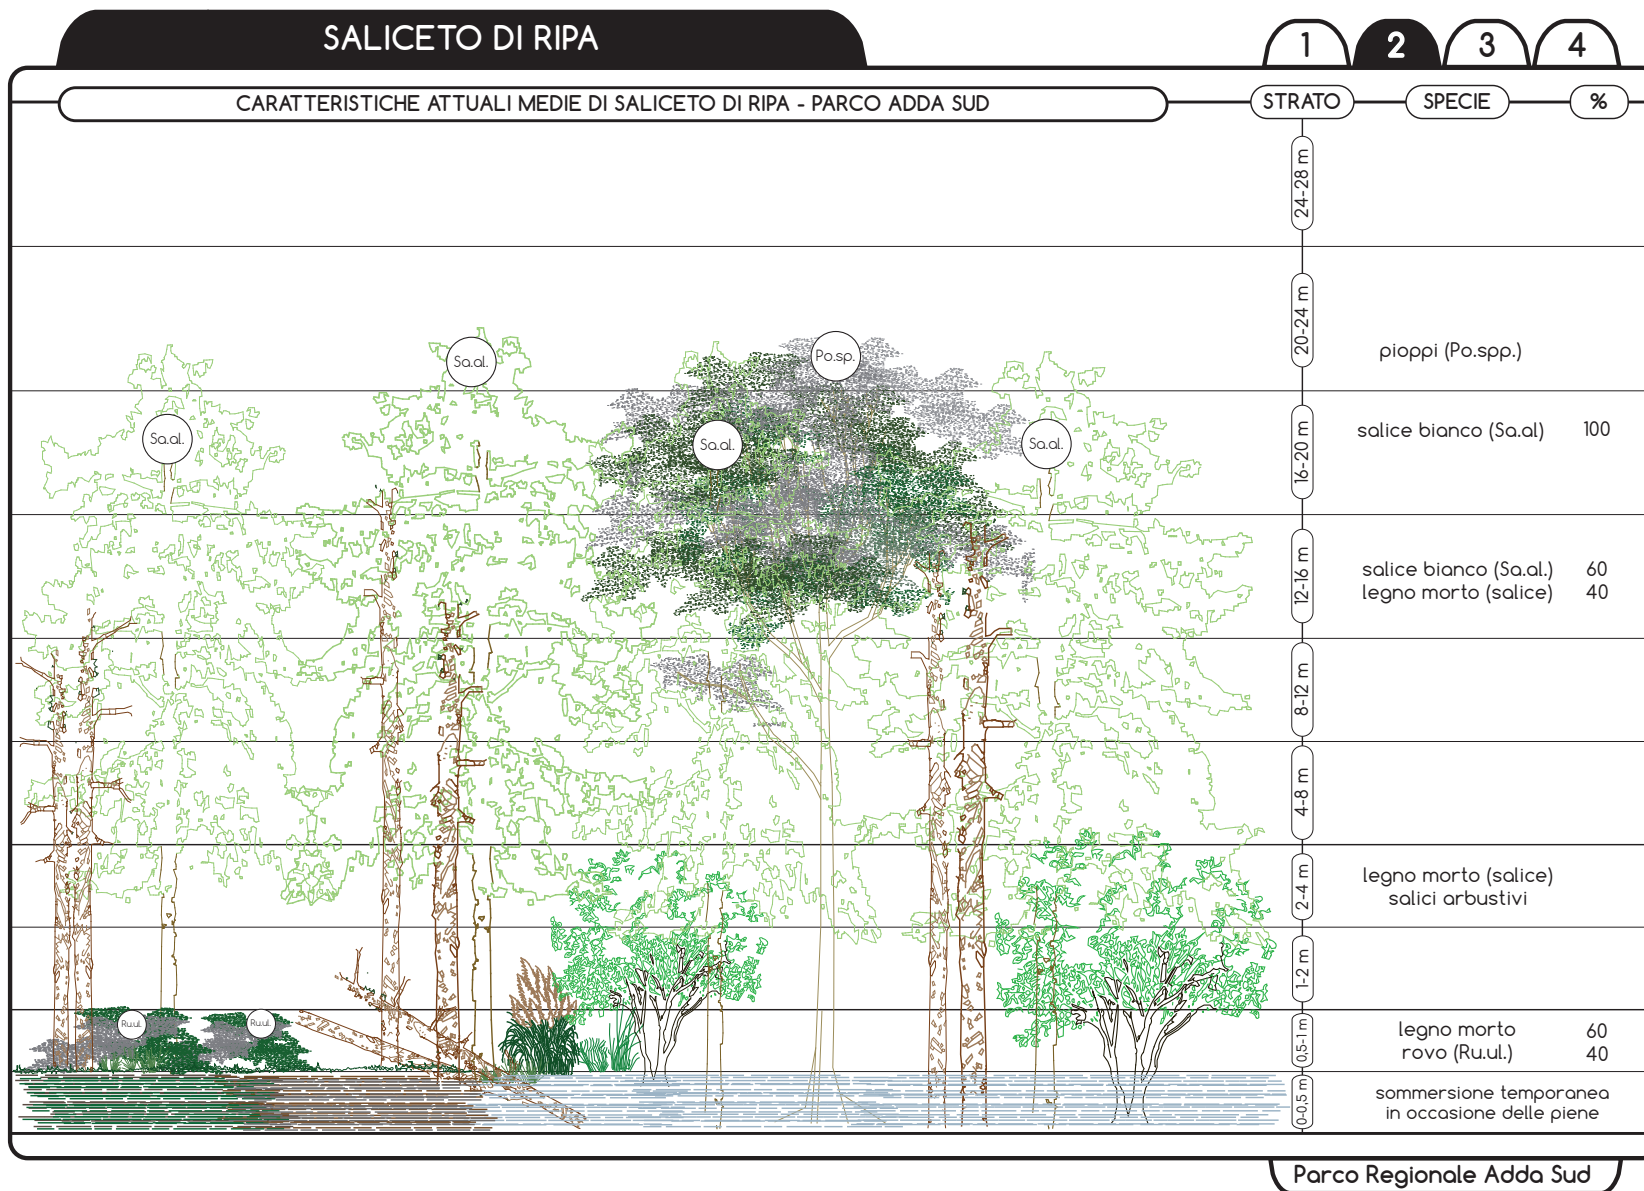 SALICETO DI RIPA
1 2 3 4
CARATTERISTICHE ATTUALI MEDIE DI SALICETO DI RIPA - PARCO ADDA SUD
STRATO SPECIE %
24-28 m
20-24 m
pioppi (Po.spp.)
16-20 m
salice bianco (Sa.al) 100
12-16 m
salice bianco (Sa.al.) 60
legno morto (salice) 40
8-12 m
4-8 m
2-4 m
legno morto (salice)
salici arbustivi
1-2 m
0,5-1 m
legno morto 60
rovo (Ru.ul.) 40
0-0,5 m
sommersione temporanea
in occasione delle piene
Sa.al.
Sa.al.
Sa.al.
Po.sp.
Sa.al.
Ru.ul.
Ru.ul.
Parco Regionale Adda Sud